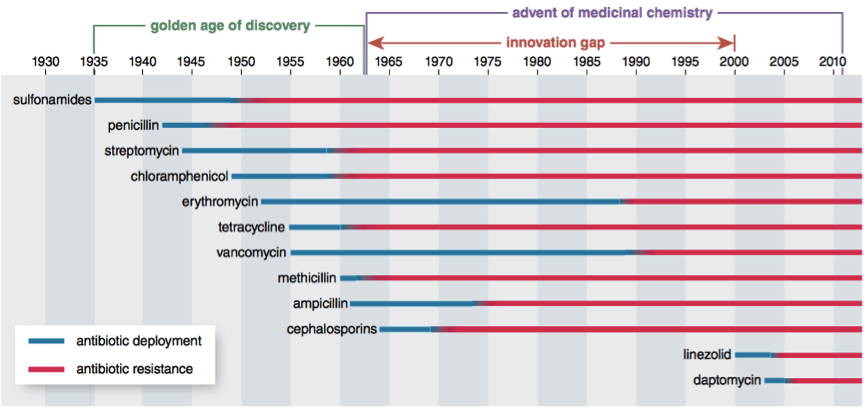 advent of medicinal chemistry
golden age of discovery
innovation gap
1930 1935 1940 1945 1950 1955 1960 1965 1970 1975 1980 1985 1990 1995 2000 2005 2010
sulfonamides
penicillin
streptomycin
chloramphenicol
erythromycin
tetracycline
vancomycin
methicillin
ampicillin
cephalosporins
antibiotic deployment
linezolid
antibiotic resistance
daptomycin